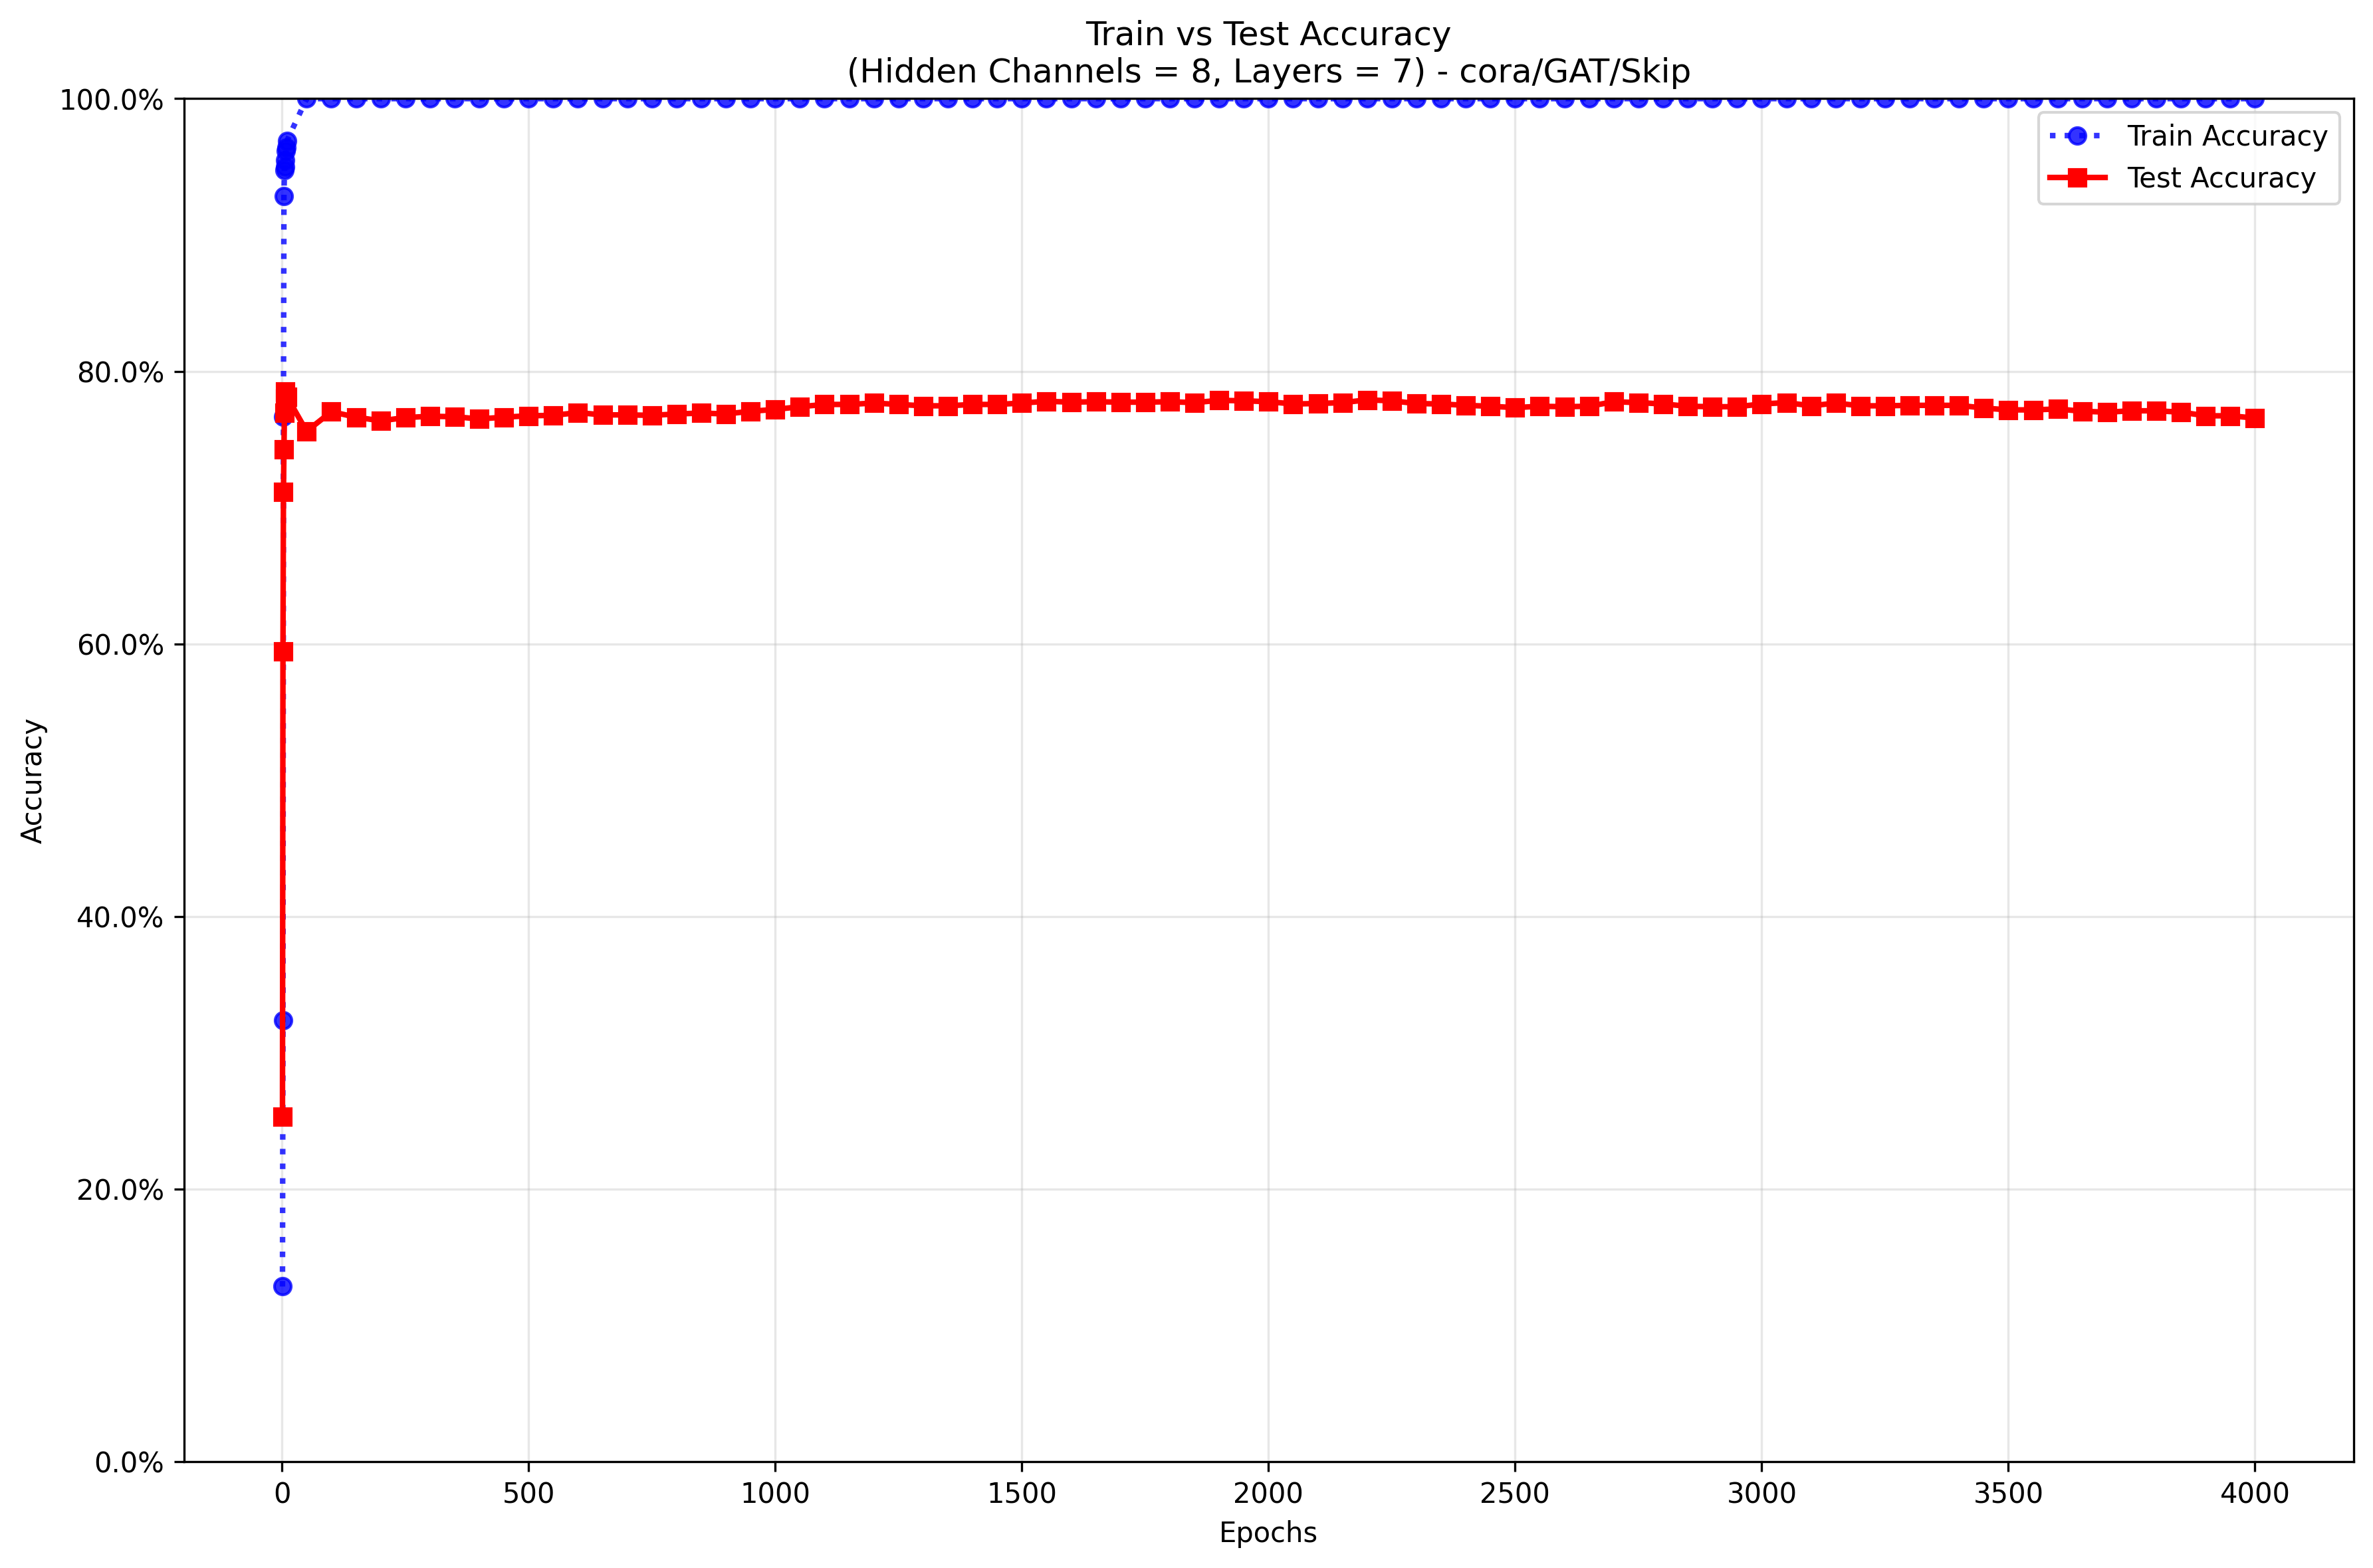 Train vs Test Accuracy
(Hidden Channels = 8, Layers = 7) - cora/GAT/Skip
100.0%
80.0%
60.0%
40.0%
20.0%
0.0%
Accuracy
Train Accuracy
Test Accuracy
0 500 1000 1500 2000 2500 3000 3500 4000
Epochs